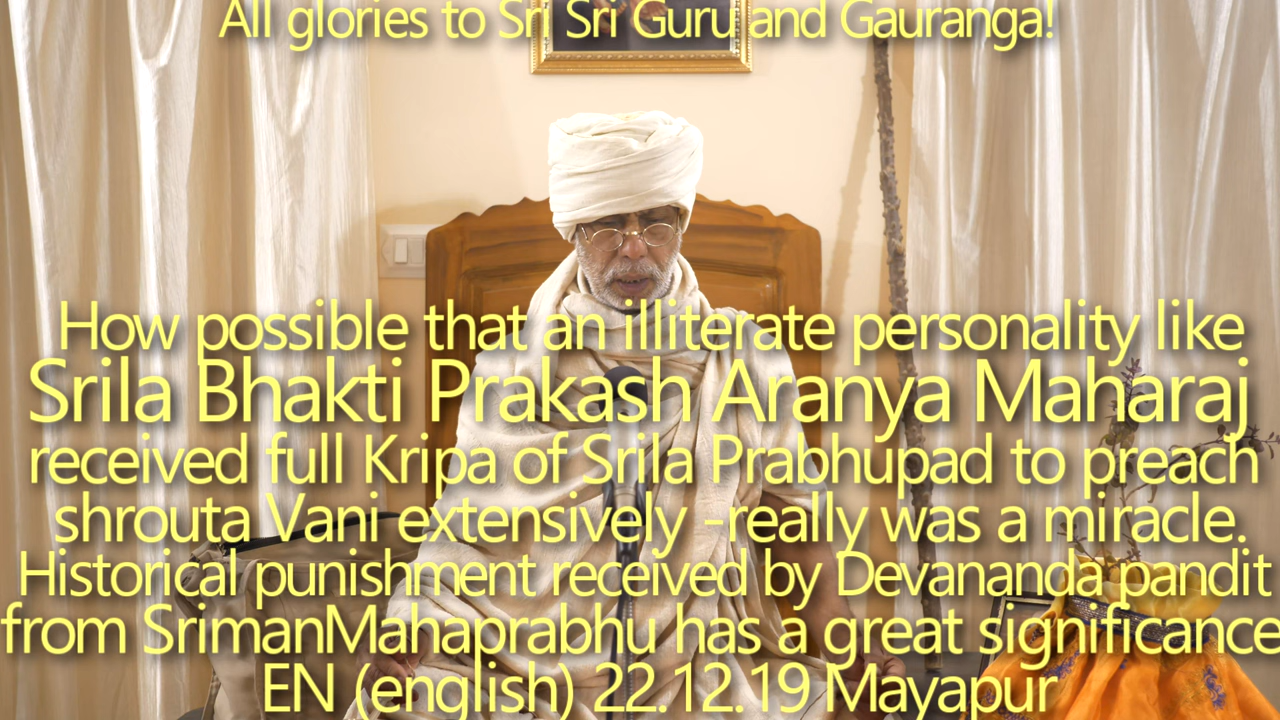 All glories to Sri Sri Guru and Gauranga!
How possible that an illiterate personality like
Srila Bhakti Prakash Aranya Maharaj
received full Kripa of Srila Prabhupad to preach
shrouta Vani extensively -really was a miracle.
Historical punishment received by Devananda pandit
from SrimanMahaprabhu has a great significance
EN (english) 22.12.19 Mayapur